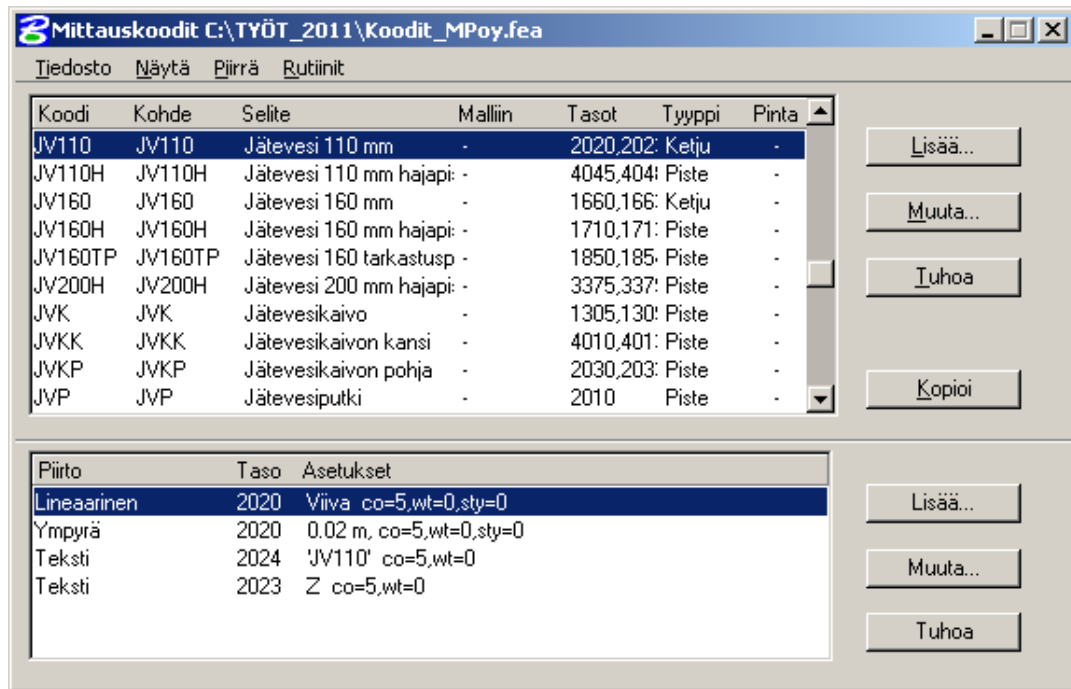 Mittauskoodit C:\TYÖT_2011\Koodit_MPoy.fea
Tiedosto Näytä Piirrä Rutiinit
Koodi Kohde Selite Malliin Tasot Tyyppi Pinta
JV110 JV110 Jätevesi 110 mm - 2020,202 Ketju -
JV110H JV110H Jätevesi 110 mm hajapi - 4045,404 Piste -
JV160 JV160 Jätevesi 160 mm - 1660,166 Ketju -
JV160H JV160H Jätevesi 160 mm hajapi - 1710,171 Piste -
JV160TP JV160TP Jätevesi 160 tarkastusp - 1850,185 Piste -
JV200H JV200H Jätevesi 200 mm hajapi - 3375,337 Piste -
JVK JVK Jätevesikaivo - 1305,130 Piste -
JVKK JVKK Jätevesikaivon kansi - 4010,401 Piste -
JVKP JVKP Jätevesikaivon pohja - 2030,203 Piste -
JVP JVP Jätevesiputki - 2010 Piste -
Lisää...
Muuta...
Tuhoa
Kopioi
Piirto Taso Asetukset
Lineaarinen 2020 Viiva co=5,wt=0,sty=0
Ympyrä 2020 0.02 m, co=5,wt=0,sty=0
Teksti 2024 'JV110' co=5,wt=0
Teksti 2023 Z co=5,wt=0
Lisää...
Muuta...
Tuhoa